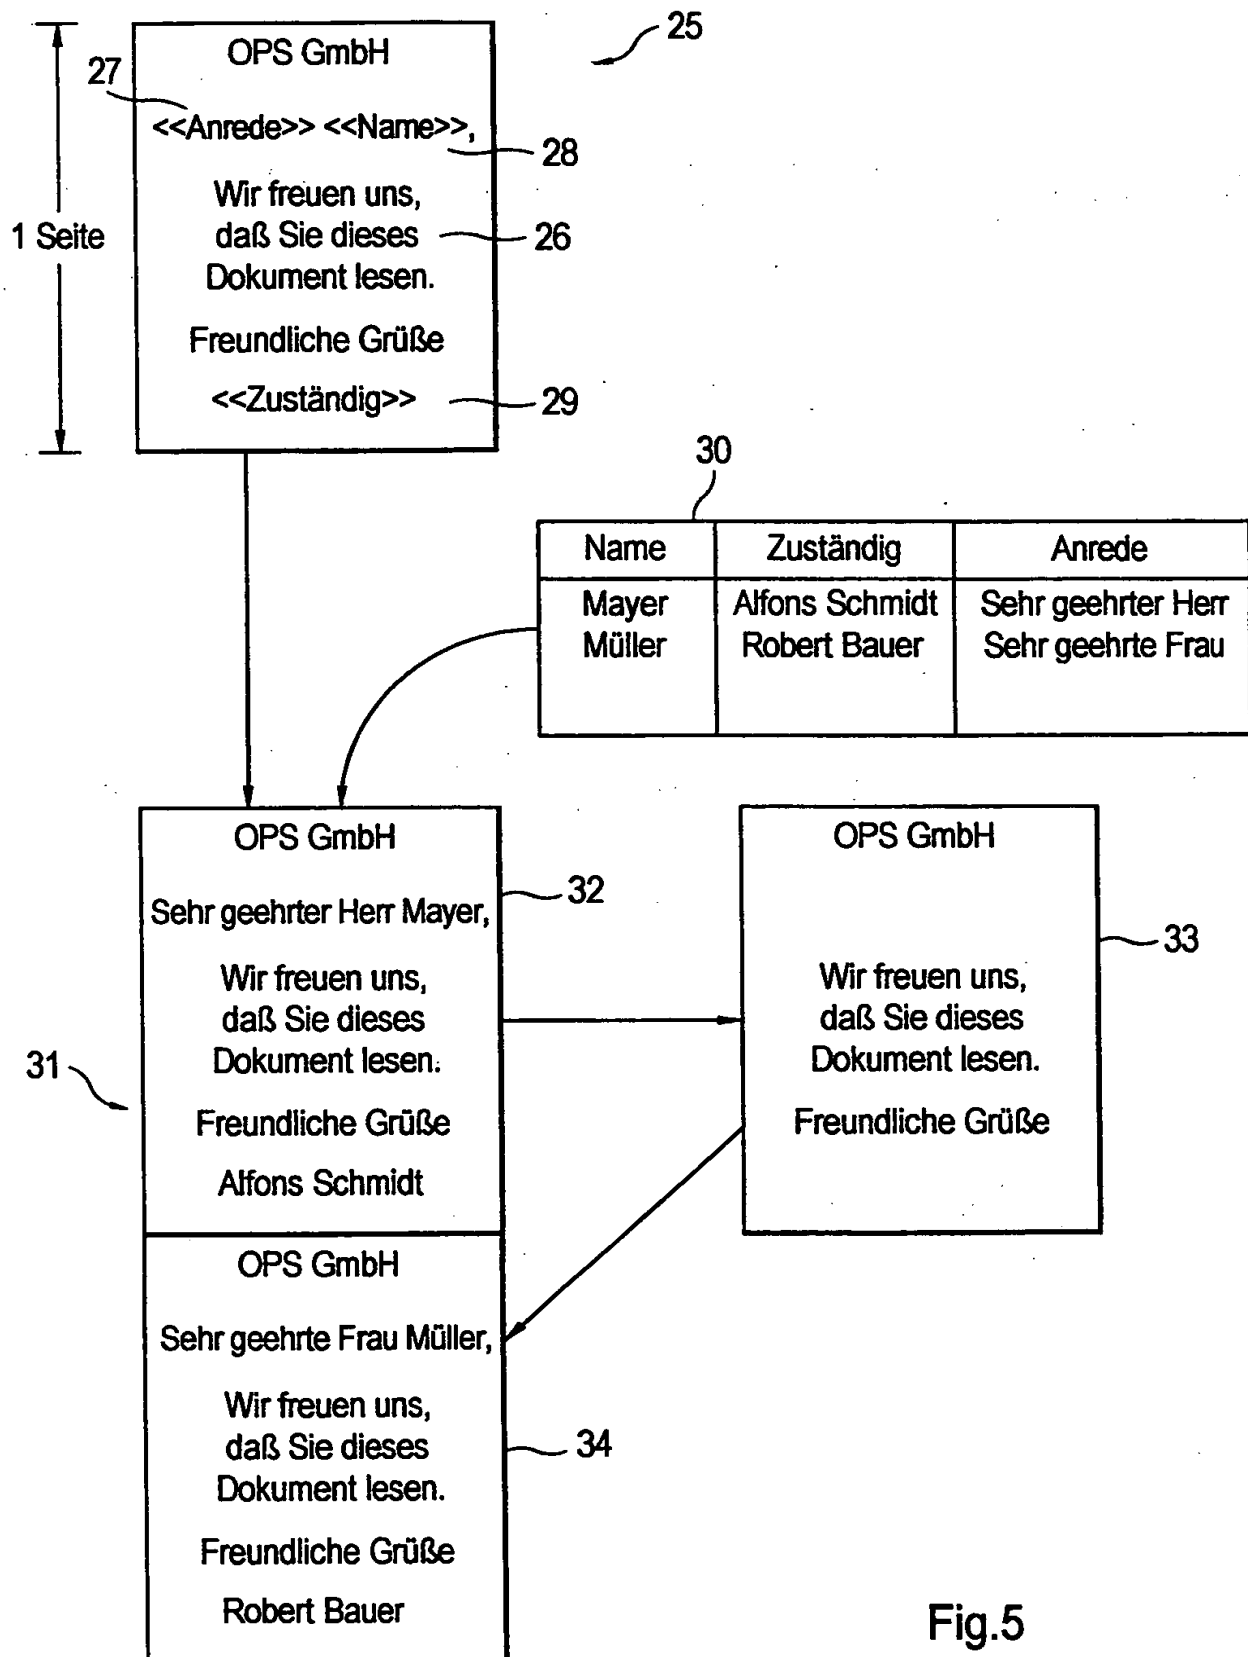 25
OPS GmbH
27
<<Anrede>> <<Name>>,
28
Wir freuen uns,
1 Seite
daß Sie dieses
26
Dokument lesen.
Freundliche Grüße
<<Zuständig>>
29
30
Name Zuständig Anrede
Mayer Alfons Schmidt Sehr geehrter Herr
Müller Robert Bauer Sehr geehrte Frau
OPS GmbH
32
Sehr geehrter Herr Mayer,
Wir freuen uns,
daß Sie dieses
Dokument lesen.
31
Freundliche Grüße
Alfons Schmidt
OPS GmbH
33
Wir freuen uns,
daß Sie dieses
Dokument lesen.
Freundliche Grüße
OPS GmbH
Sehr geehrte Frau Müller,
Wir freuen uns,
daß Sie dieses
34
Dokument lesen.
Freundliche Grüße
Robert Bauer
Fig.5